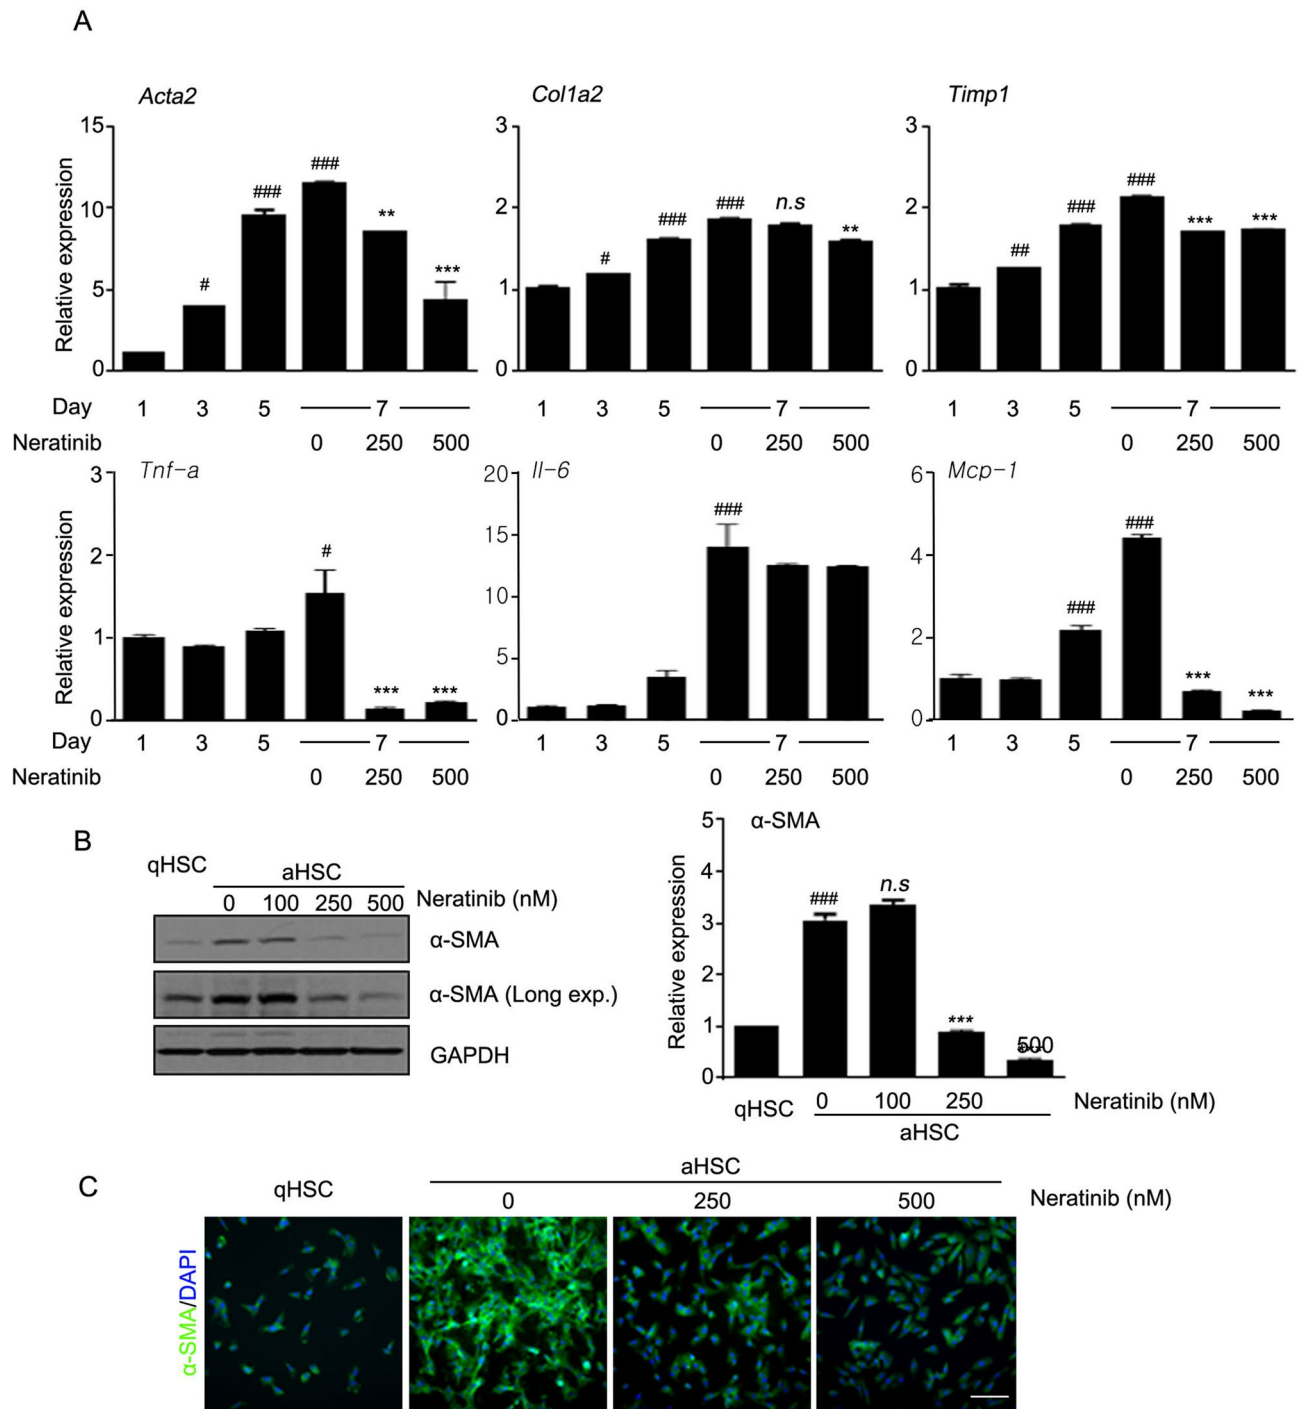 A
Acta2 Col1a2 Timp1
Relative expression
15
10
5
0
3
2
1
0
3
2
1
0
# ### ### ** ***
# ### ### n.s **
## ### ### *** ***
Day 1 3 5 7 1 3 5 7 1 3 5 7
Neratinib 0 250 500 0 250 500 0 250 500
Tnf-a Il-6 Mcp-1
Relative expression
3
2
1
0
20
15
10
5
0
6
4
2
0
# *** ***
###
### ### *** ***
Day 1 3 5 7 1 3 5 7 1 3 5 7
Neratinib 0 250 500 0 250 500 0 250 500
B
qHSC aHSC
0 100 250 500 Neratinib (nM)
α-SMA
α-SMA (Long exp.)
GAPDH
α-SMA
Relative expression
5
4
3
2
1
0
### n.s ***
500
qHSC 0 100 250 Neratinib (nM)
aHSC
C
aHSC
qHSC 0 250 500 Neratinib (nM)
α-SMA/DAPI